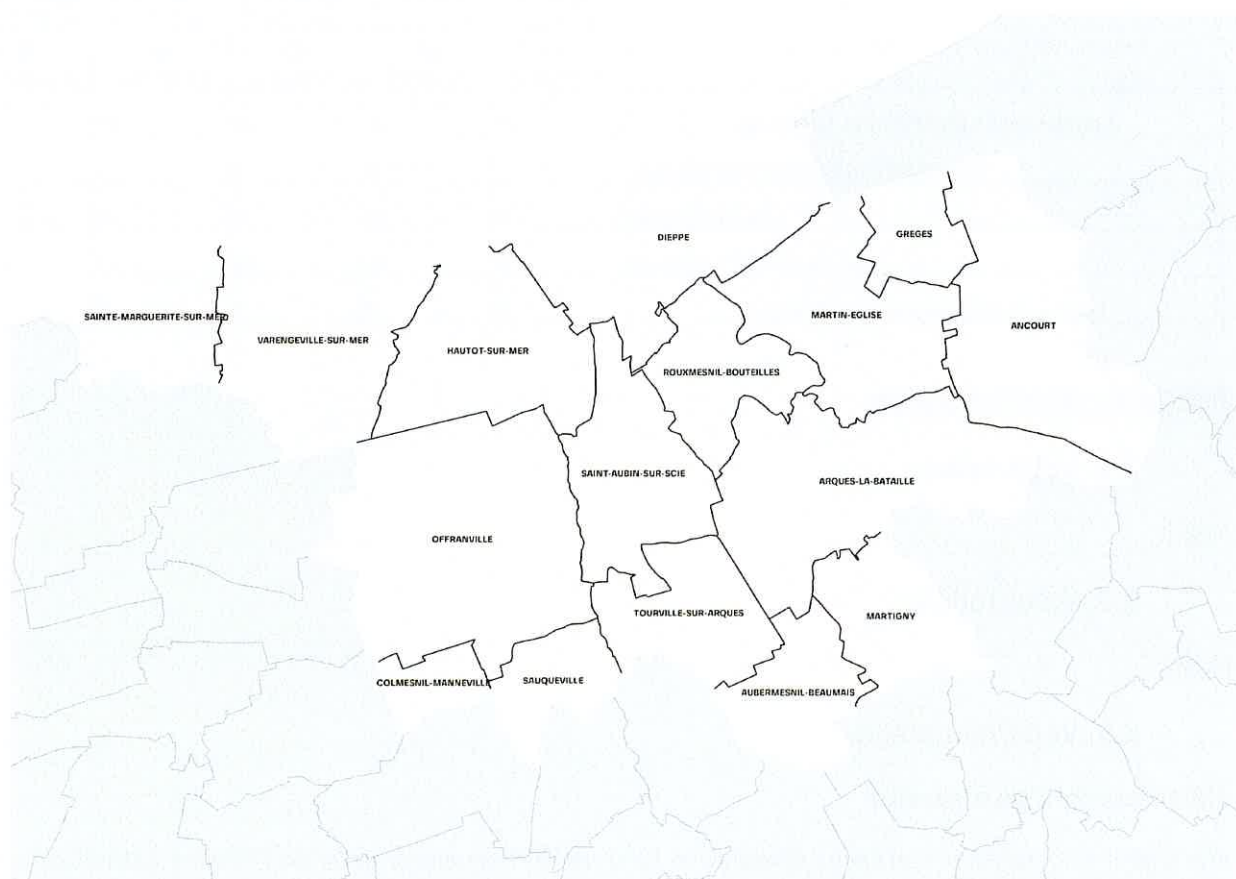 GREGES
DIEPPE
SAINTE-MARGUERITE-SUR-MER
MARTIN-EGLISE
ANCOURT
VARENGEVILLE-SUR-MER
HAUTOT-SUR-MER
ROUXMESNIL-BOUTEILLES
SAINT-AUBIN-SUR-SCIE
ARQUES-LA-BATAILLE
OFFRANVILLE
TOURVILLE-SUR-ARQUES
MARTIGNY
COLMESNIL-MANNEVILLE
SAUQUEVILLE
AUBERMESNIL-BEAUMAIS